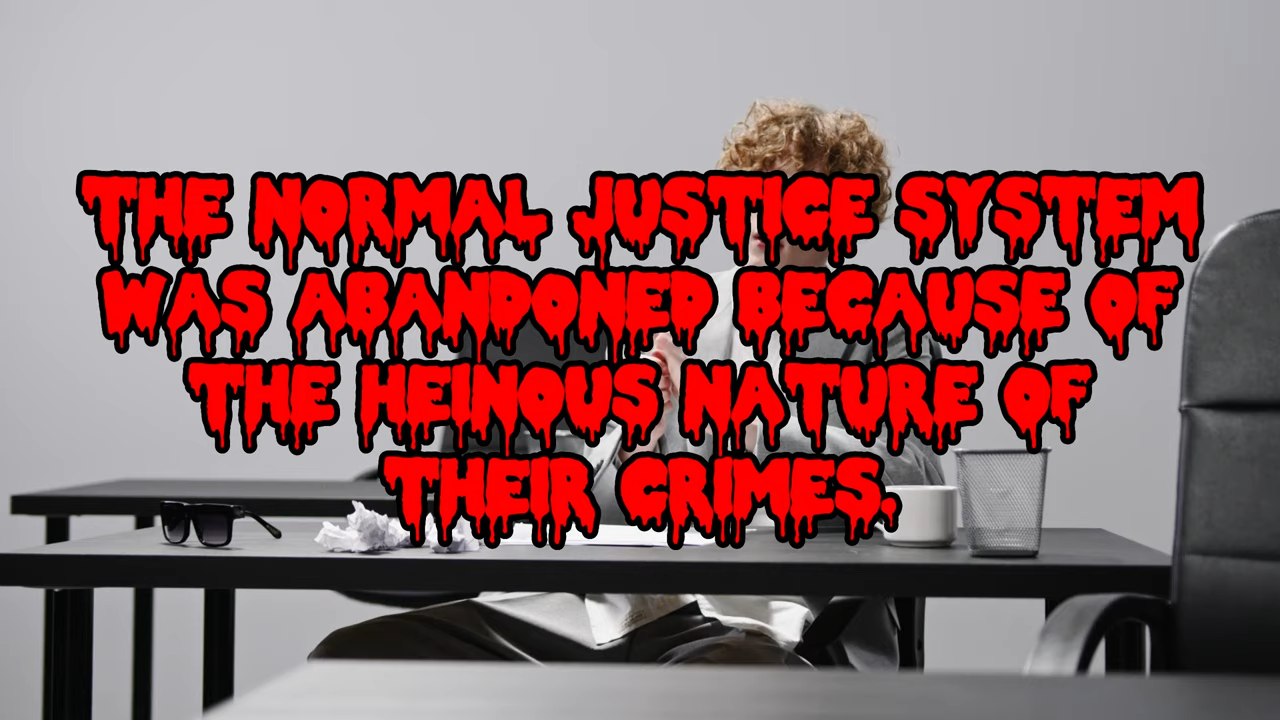 THE NORMAL JUSTICE SYSTEM
WAS ABANDONED BECAUSE OF
THE HEINOUS NATURE OF
THEIR CRIMES.